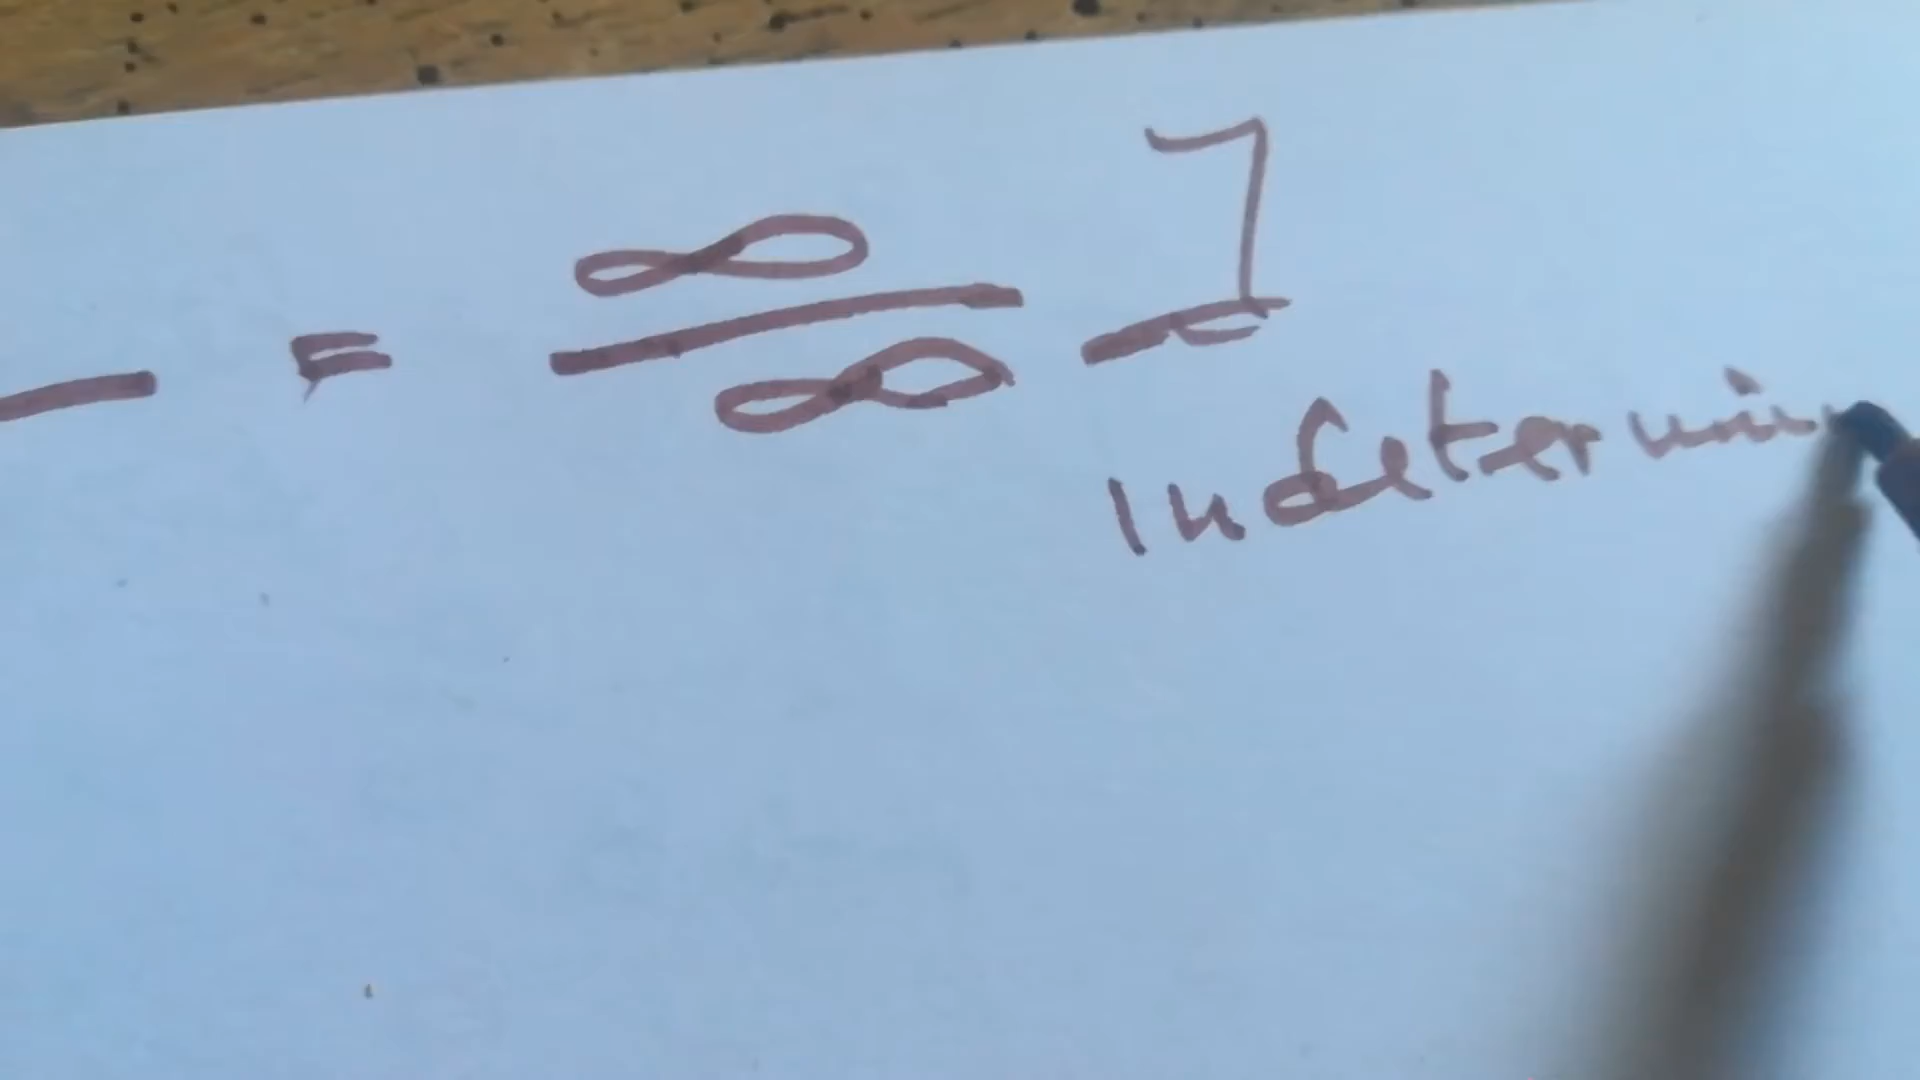 — = ∞/∞ ]
Indetermin